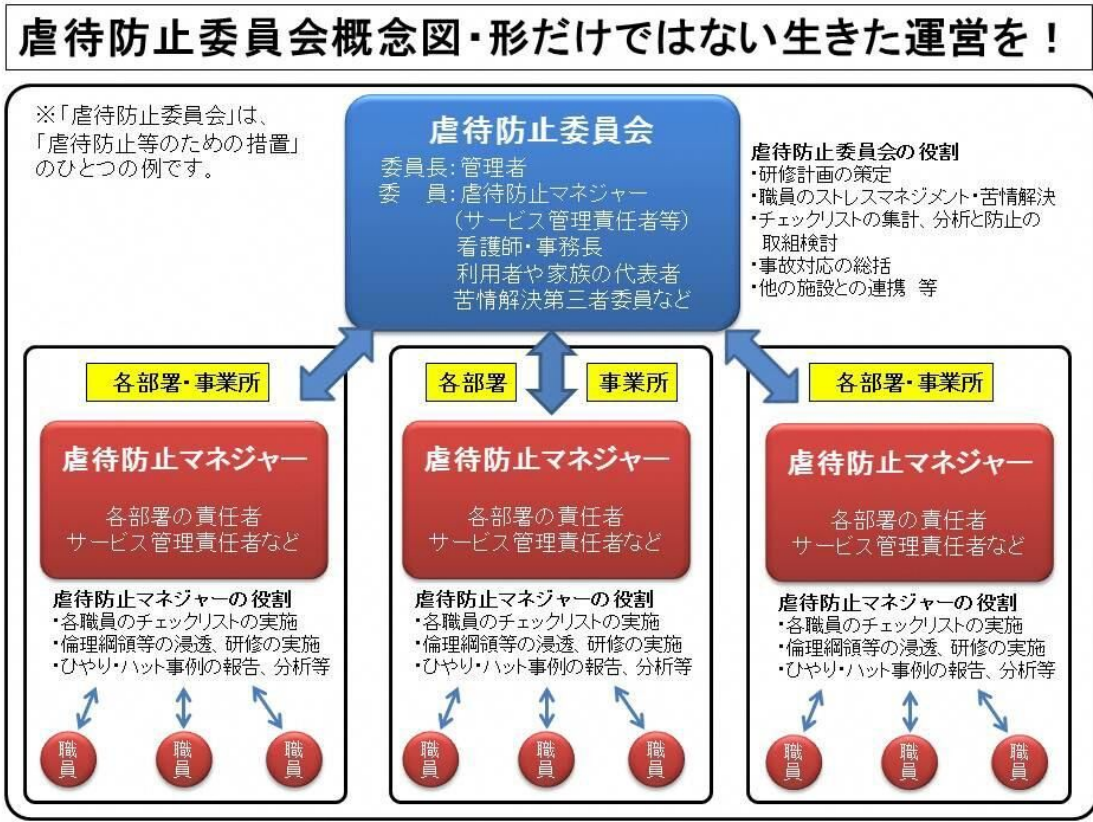 虐待防止委員会概念図・形だけではない生きた運営を！
※「虐待防止委員会」は、
「虐待防止等のための措置」
のひとつの例です。
虐待防止委員会
委員長：管理者
委　員：虐待防止マネジャー
（サービス管理責任者等）
看護師・事務長
利用者や家族の代表者
苦情解決第三者委員など
虐待防止委員会の役割
・研修計画の策定
・職員のストレスマネジメント・苦情解決
・チェックリストの集計、分析と防止の
取組検討
・事故対応の総括
・他の施設との連携 等
各部署・事業所
虐待防止マネジャー
各部署の責任者
サービス管理責任者など
虐待防止マネジャーの役割
・各職員のチェックリストの実施
・倫理綱領等の浸透、研修の実施
・ひやり・ハット事例の報告、分析等
職
員
職
員
職
員
各部署
事業所
虐待防止マネジャー
各部署の責任者
サービス管理責任者など
虐待防止マネジャーの役割
・各職員のチェックリストの実施
・倫理綱領等の浸透、研修の実施
・ひやり・ハット事例の報告、分析等
職
員
職
員
職
員
各部署・事業所
虐待防止マネジャー
各部署の責任者
サービス管理責任者など
虐待防止マネジャーの役割
・各職員のチェックリストの実施
・倫理綱領等の浸透、研修の実施
・ひやり・ハット事例の報告、分析等
職
員
職
員
職
員